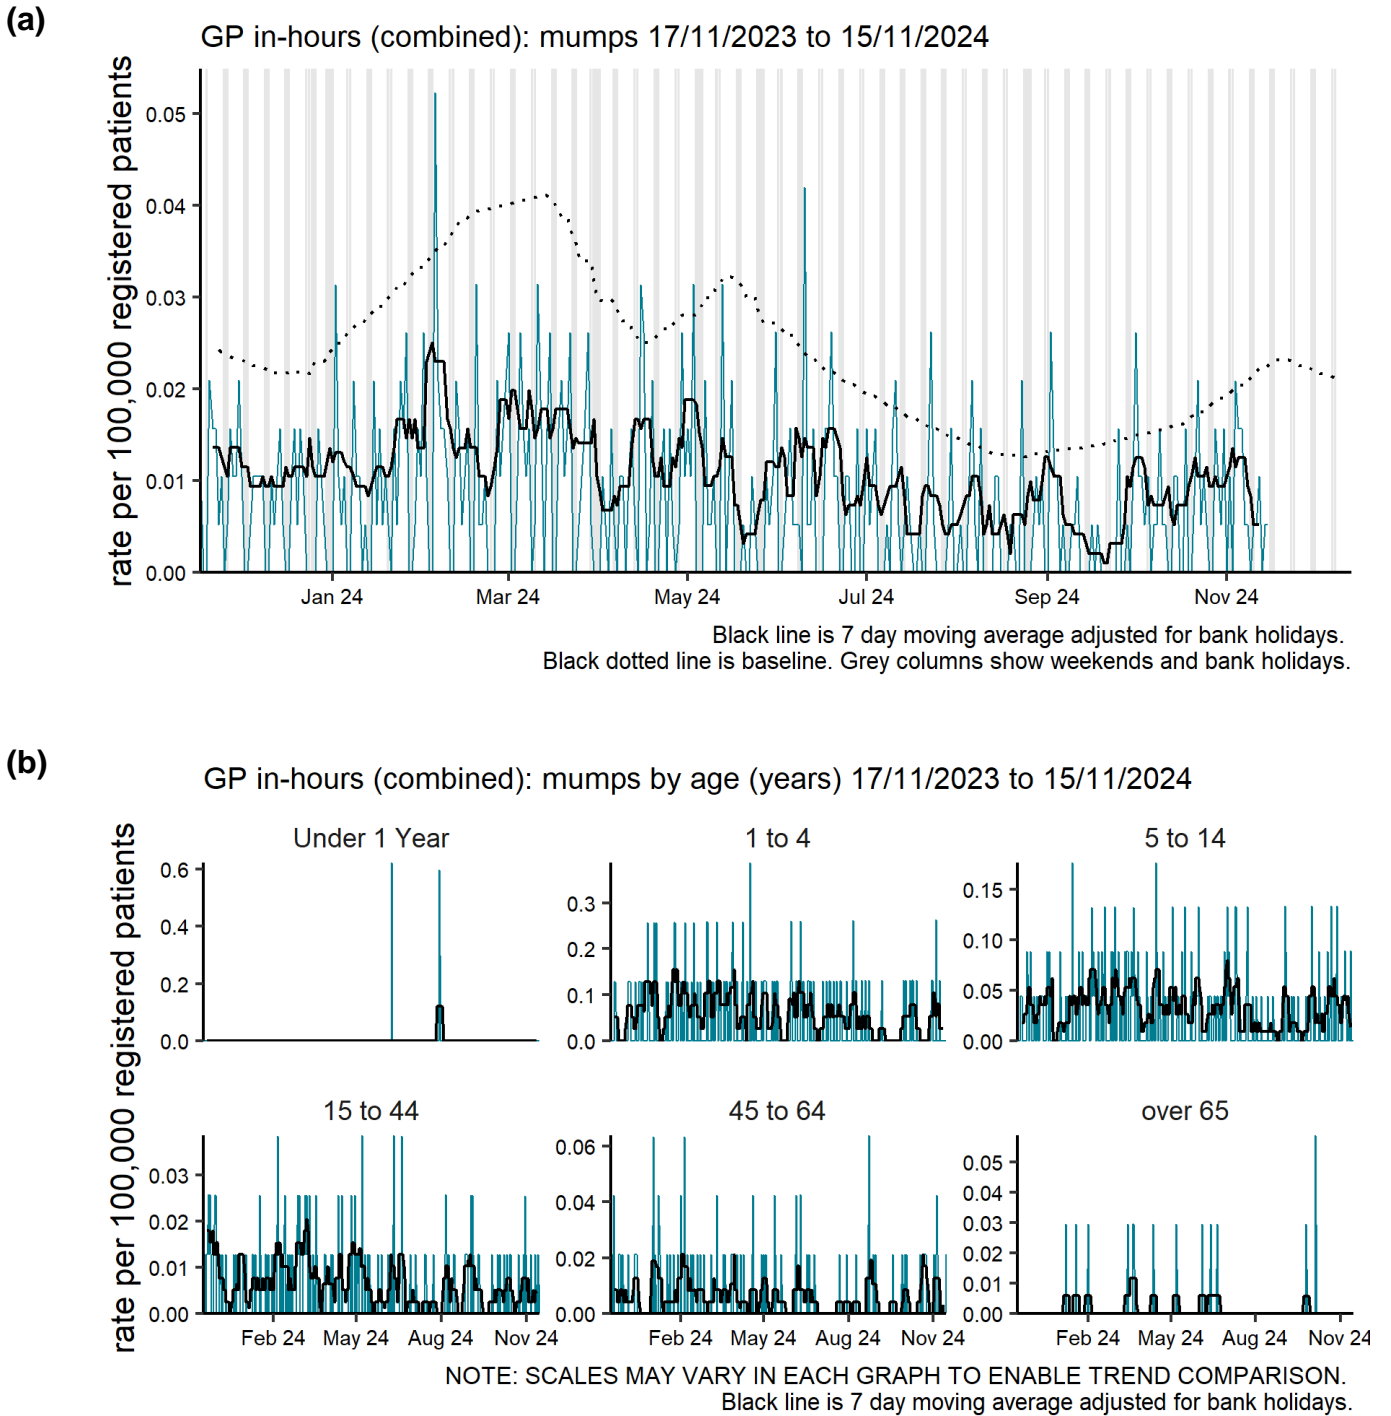 (a)
GP in-hours (combined): mumps 17/11/2023 to 15/11/2024
rate per 100,000 registered patients
0.05
0.04
0.03
0.02
0.01
0.00
Jan 24 Mar 24 May 24 Jul 24 Sep 24 Nov 24
Black line is 7 day moving average adjusted for bank holidays.
Black dotted line is baseline. Grey columns show weekends and bank holidays.
(b)
GP in-hours (combined): mumps by age (years) 17/11/2023 to 15/11/2024
rate per 100,000 registered patients
Under 1 Year
0.6
0.4
0.2
0.0
1 to 4
0.3
0.2
0.1
0.0
5 to 14
0.15
0.10
0.05
0.00
15 to 44
0.03
0.02
0.01
0.00
Feb 24 May 24 Aug 24 Nov 24
45 to 64
0.06
0.04
0.02
0.00
Feb 24 May 24 Aug 24 Nov 24
over 65
0.05
0.04
0.03
0.02
0.01
0.00
Feb 24 May 24 Aug 24 Nov 24
NOTE: SCALES MAY VARY IN EACH GRAPH TO ENABLE TREND COMPARISON.
Black line is 7 day moving average adjusted for bank holidays.